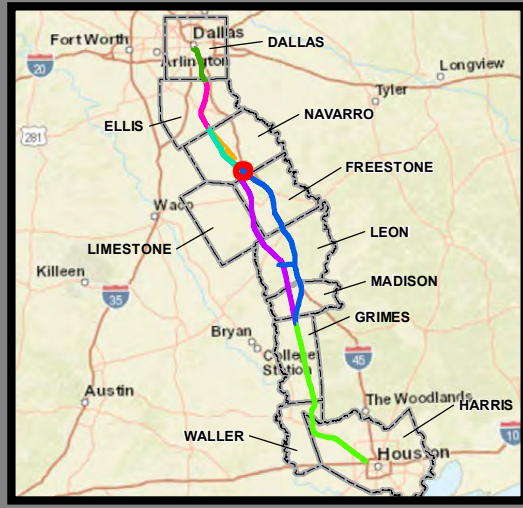 Dallas
DALLAS
Fort Worth
Arlington
Longview
20
Tyler
NAVARRO
ELLIS
281
FREESTONE
Waco
LEON
LIMESTONE
Killeen
MADISON
35
GRIMES
Bryan
College
Station
45
Austin
The Woodlands
HARRIS
WALLER
10
Houston